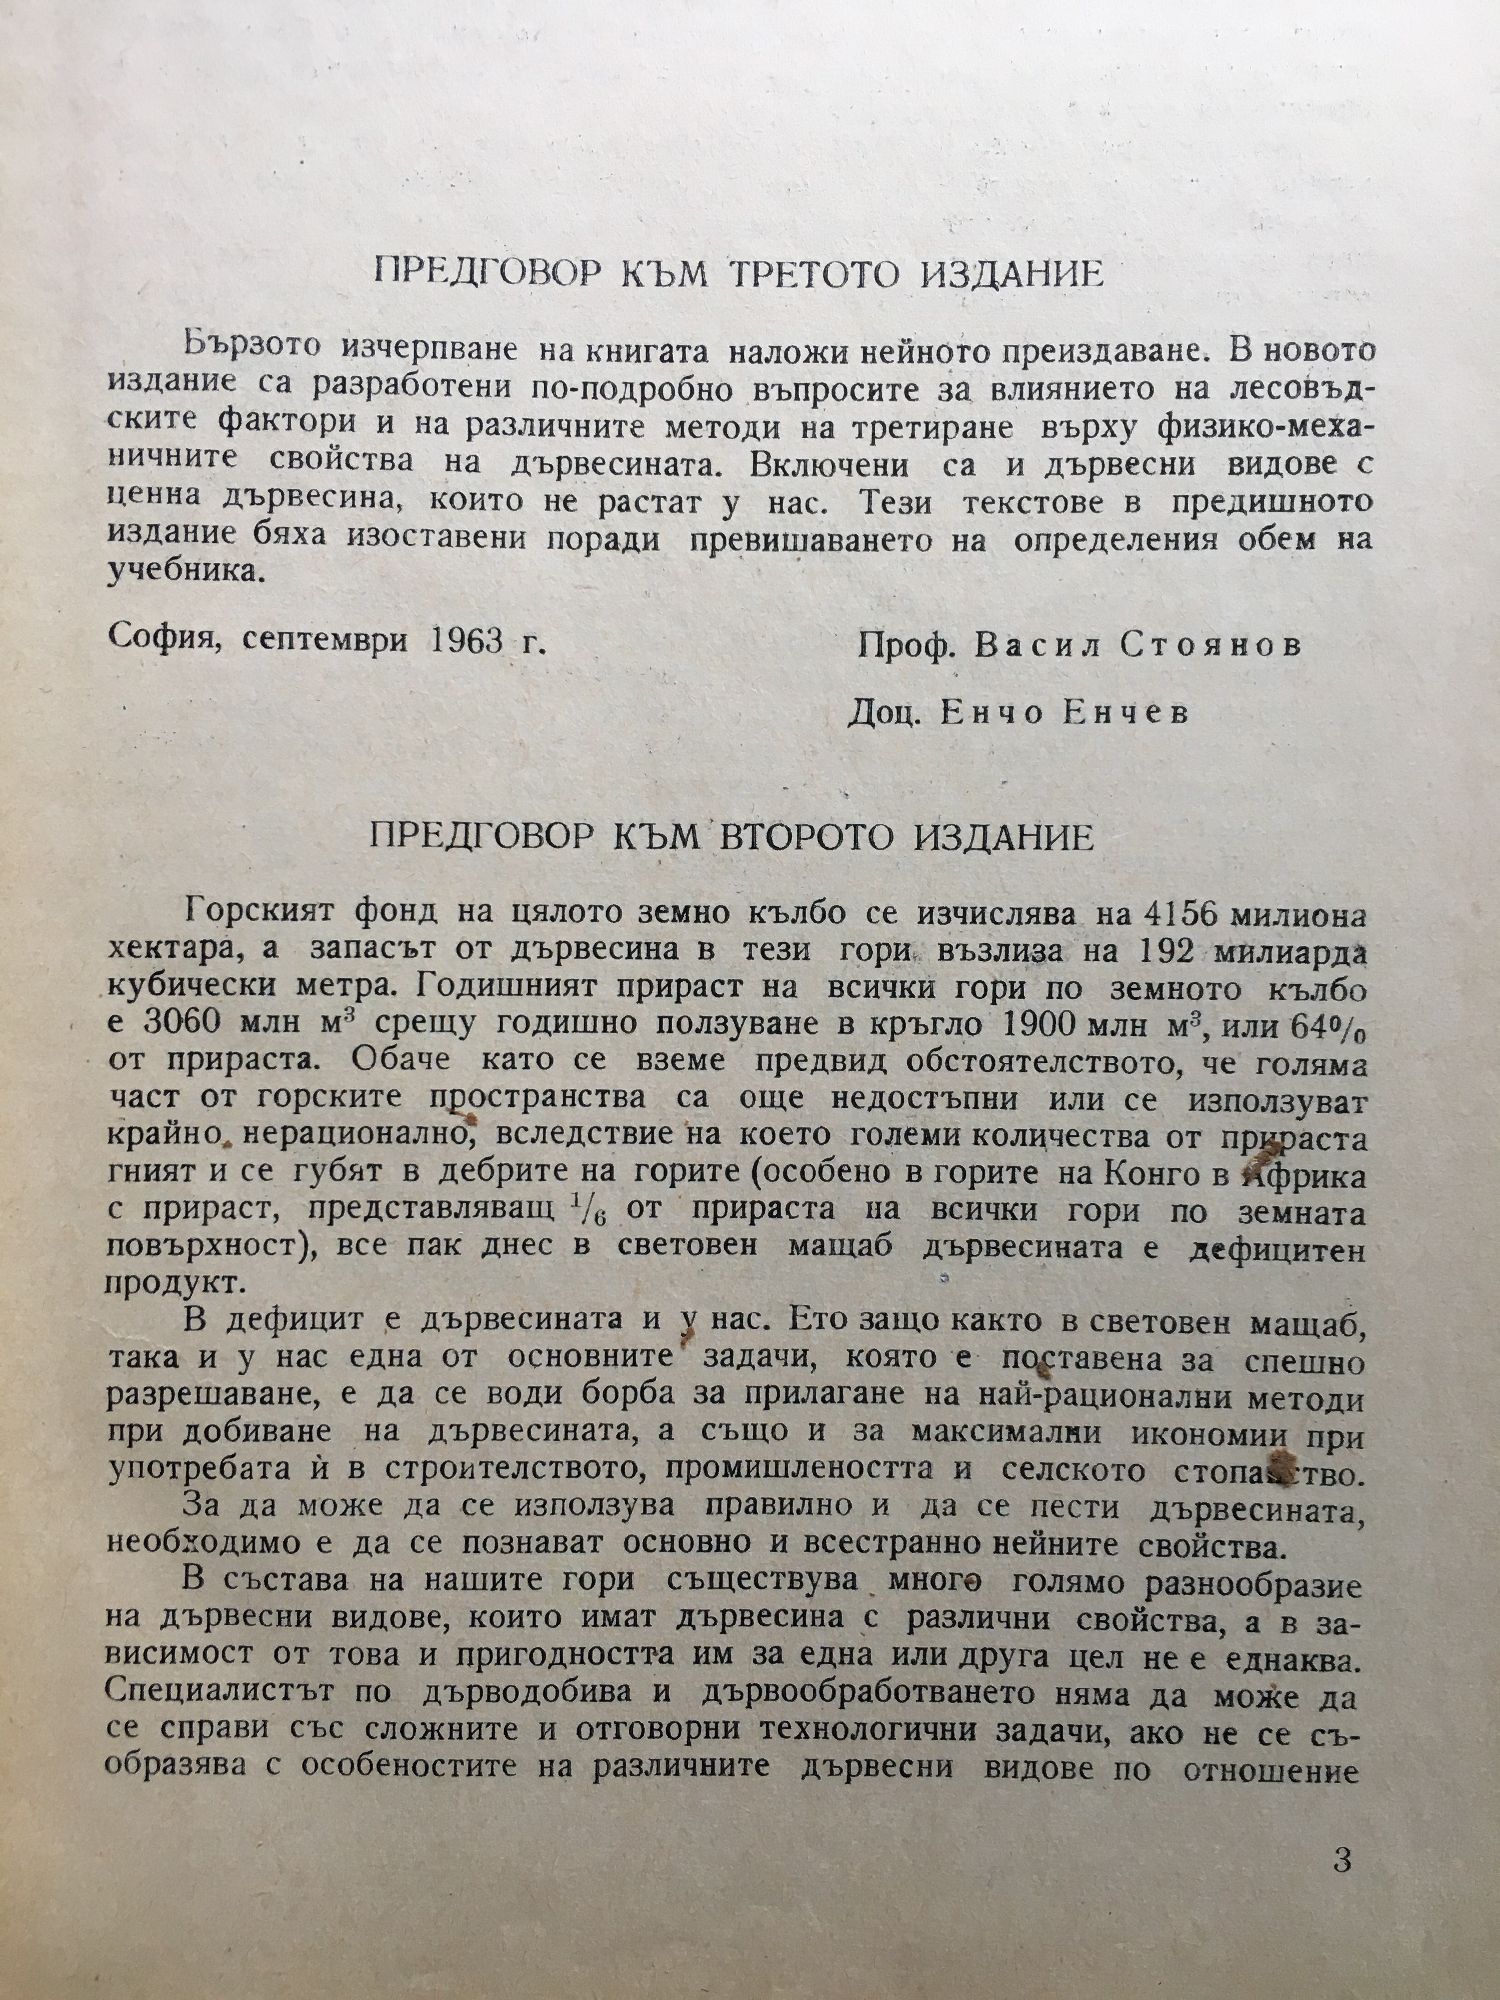 ПРЕДГОВОР КЪМ ТРЕТОТО ИЗДАНИЕ
Бързото изчерпване на книгата наложи нейното преиздаване. В новото
издание са разработени по-подробно въпросите за влиянието на лесовъд-
ските фактори и на различните методи на третиране върху физико-меха-
ничните свойства на дървесината. Включени са и дървесни видове с
ценна дървесина, които не растат у нас. Тези текстове в предишното
издание бяха изоставени поради превишаването на определения обем на
учебника.
София, септември 1963 г.
Проф. Васил Стоянов
Доц. Енчо Енчев
ПРЕДГОВОР КЪМ ВТОРОТО ИЗДАНИЕ
Горският фонд на цялото земно кълбо се изчислява на 4156 милиона
хектара, а запасът от дървесина в тези гори възлиза на 192 милиарда
кубически метра. Годишният прираст на всички гори по земното кълбо
е 3060 млн м³ срещу годишно ползуване в кръгло 1900 млн м³, или 64%
от прираста. Обаче като се вземе предвид обстоятелството, че голяма
част от горските пространства са още недостъпни или се използуват
крайно нерационално, вследствие на което големи количества от прираста
гният и се губят в дебрите на горите (особено в горите на Конго в Африка
с прираст, представляващ 1/6 от прираста на всички гори по земната
повърхност), все пак днес в световен мащаб дървесината е дефицитен
продукт.
В дефицит е дървесината и у нас. Ето защо както в световен мащаб,
така и у нас една от основните задачи, която е поставена за спешно
разрешаване, е да се води борба за прилагане на най-рационални методи
при добиване на дървесината, а също и за максимални икономии при
употребата ѝ в строителството, промишлеността и селското стопанство.
За да може да се използува правилно и да се пести дървесината,
необходимо е да се познават основно и всестранно нейните свойства.
В състава на нашите гори съществува много голямо разнообразие
на дървесни видове, които имат дървесина с различни свойства, а в за-
висимост от това и пригодността им за една или друга цел не е еднаква.
Специалистът по дърводобива и дървообработването няма да може да
се справи със сложните и отговорни технологични задачи, ако не се съ-
образява с особеностите на различните дървесни видове по отношение
3